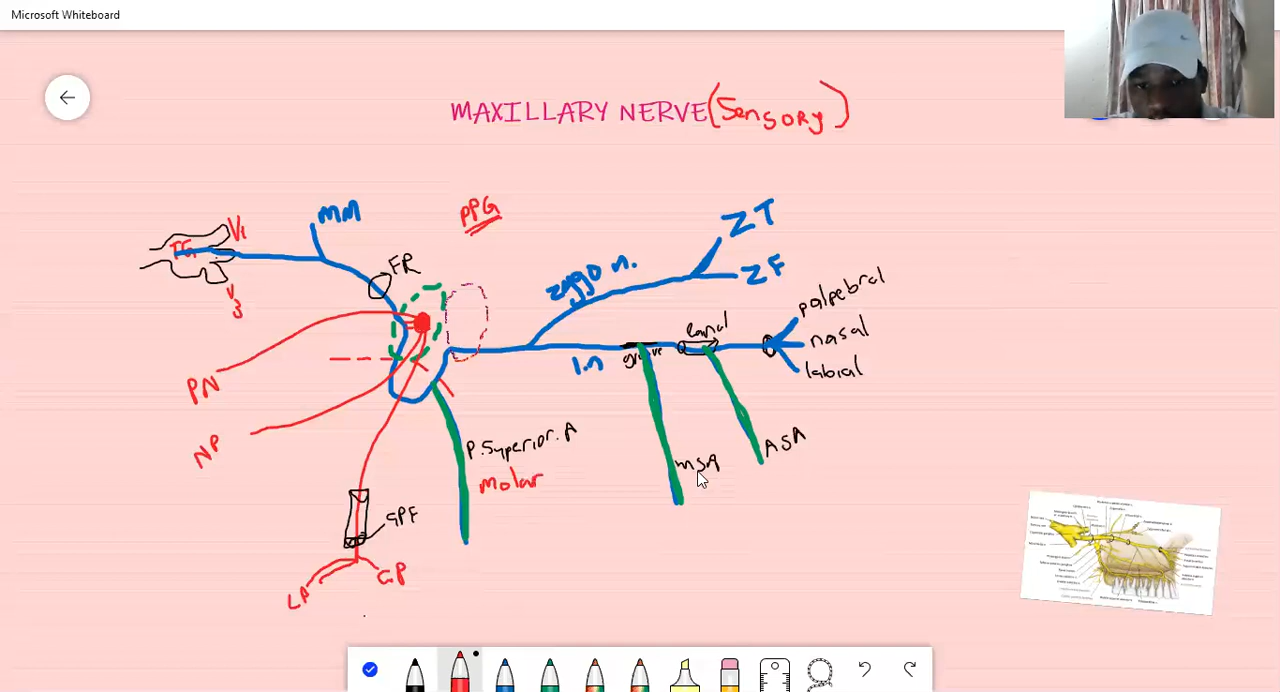 Microsoft Whiteboard
MAXILLARY NERVE (Sensory)
MM
PPG
ZT
TG
V1
zygo n.
ZF
FR
V3
palpebral
canal
nasal
I.n
groove
labial
PN
NP
P. Superior. A
ASA
MSA
molar
GPF
GP
LP